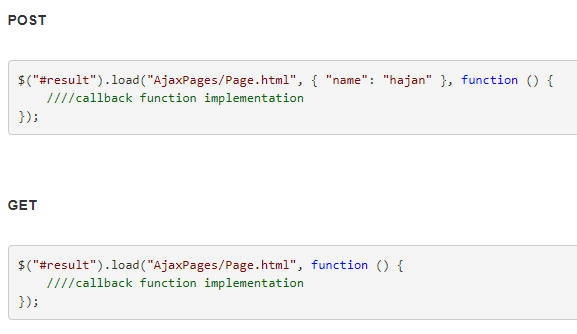 POST
$("#result").load("AjaxPages/Page.html", { "name": "hajan" }, function () {
    ////callback function implementation
});
GET
$("#result").load("AjaxPages/Page.html", function () {
    ////callback function implementation
});